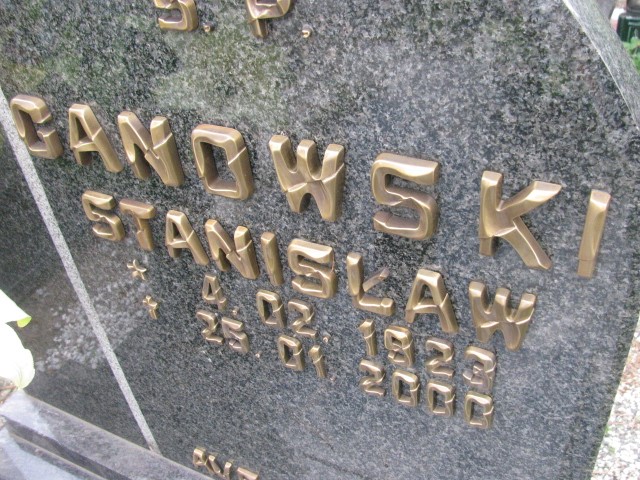 Ś. P.
GANOWSKI
STANISŁAW
* 4. 02. 1923
† 25. 01 2000